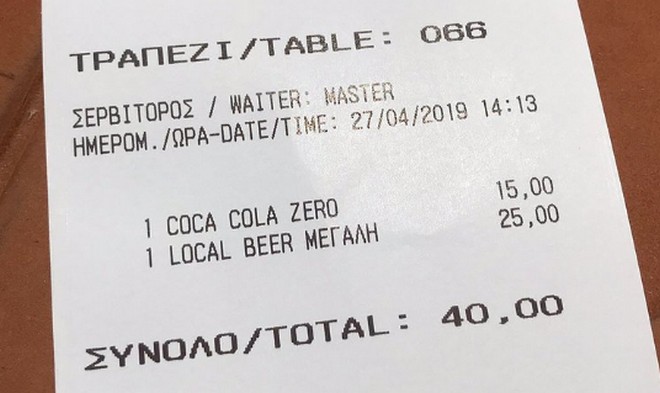 ΤΡΑΠΕΖΙ/TABLE: 066
ΣΕΡΒΙΤΟΡΟΣ / WAITER: MASTER
ΗΜΕΡΟΜ./ΩΡΑ-DATE/TIME: 27/04/2019 14:13
1 COCA COLA ZERO 15,00
1 LOCAL BEER ΜΕΓΑΛΗ 25,00
ΣΥΝΟΛΟ/TOTAL: 40,00